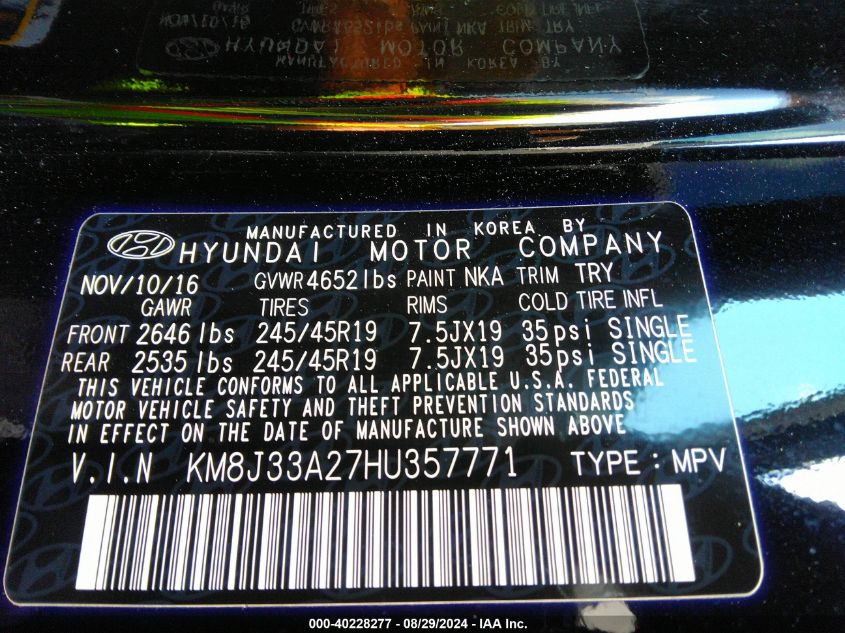 MANUFACTURED IN KOREA BY
HYUNDAI MOTOR COMPANY
NOV/10/16 GVWR 4652 lbs PAINT NKA TRIM TRY
GAWR TIRES RIMS COLD TIRE INFL
FRONT 2646 lbs 245/45R19 7.5JX19 35psi SINGLE
REAR 2535 lbs 245/45R19 7.5JX19 35psi SINGLE
THIS VEHICLE CONFORMS TO ALL APPLICABLE U.S.A. FEDERAL
MOTOR VEHICLE SAFETY AND THEFT PREVENTION STANDARDS
IN EFFECT ON THE DATE OF MANUFACTURE SHOWN ABOVE
V.I.N KM8J33A27HU357771 TYPE : MPV
000-40228277 - 08/29/2024 - IAA Inc.